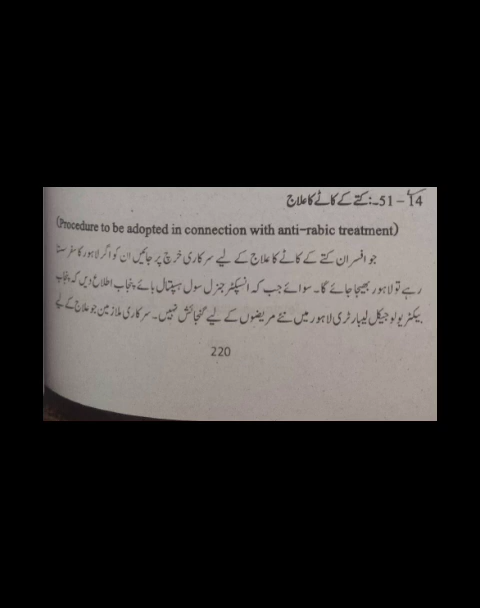 14 – 51۔: کتے کے کاٹے کا علاج
(Procedure to be adopted in connection with anti-rabic treatment)
جو افسران کتے کے کاٹے کا علاج کے لیے سرکاری خرچ پر جائیں ان کو اگر لاہور کا سفر سستا
رہے تو لاہور بھیجا جائے گا۔ سوائے جب کہ انسپکٹر جنرل سول ہسپتال ہائے پنجاب اطلاع دیں کہ پنجاب
بیکٹریولوجیکل لیبارٹری لاہور میں نئے مریضوں کے لیے گنجائش نہیں۔ سرکاری ملازمین جو علاج کے لیے
220